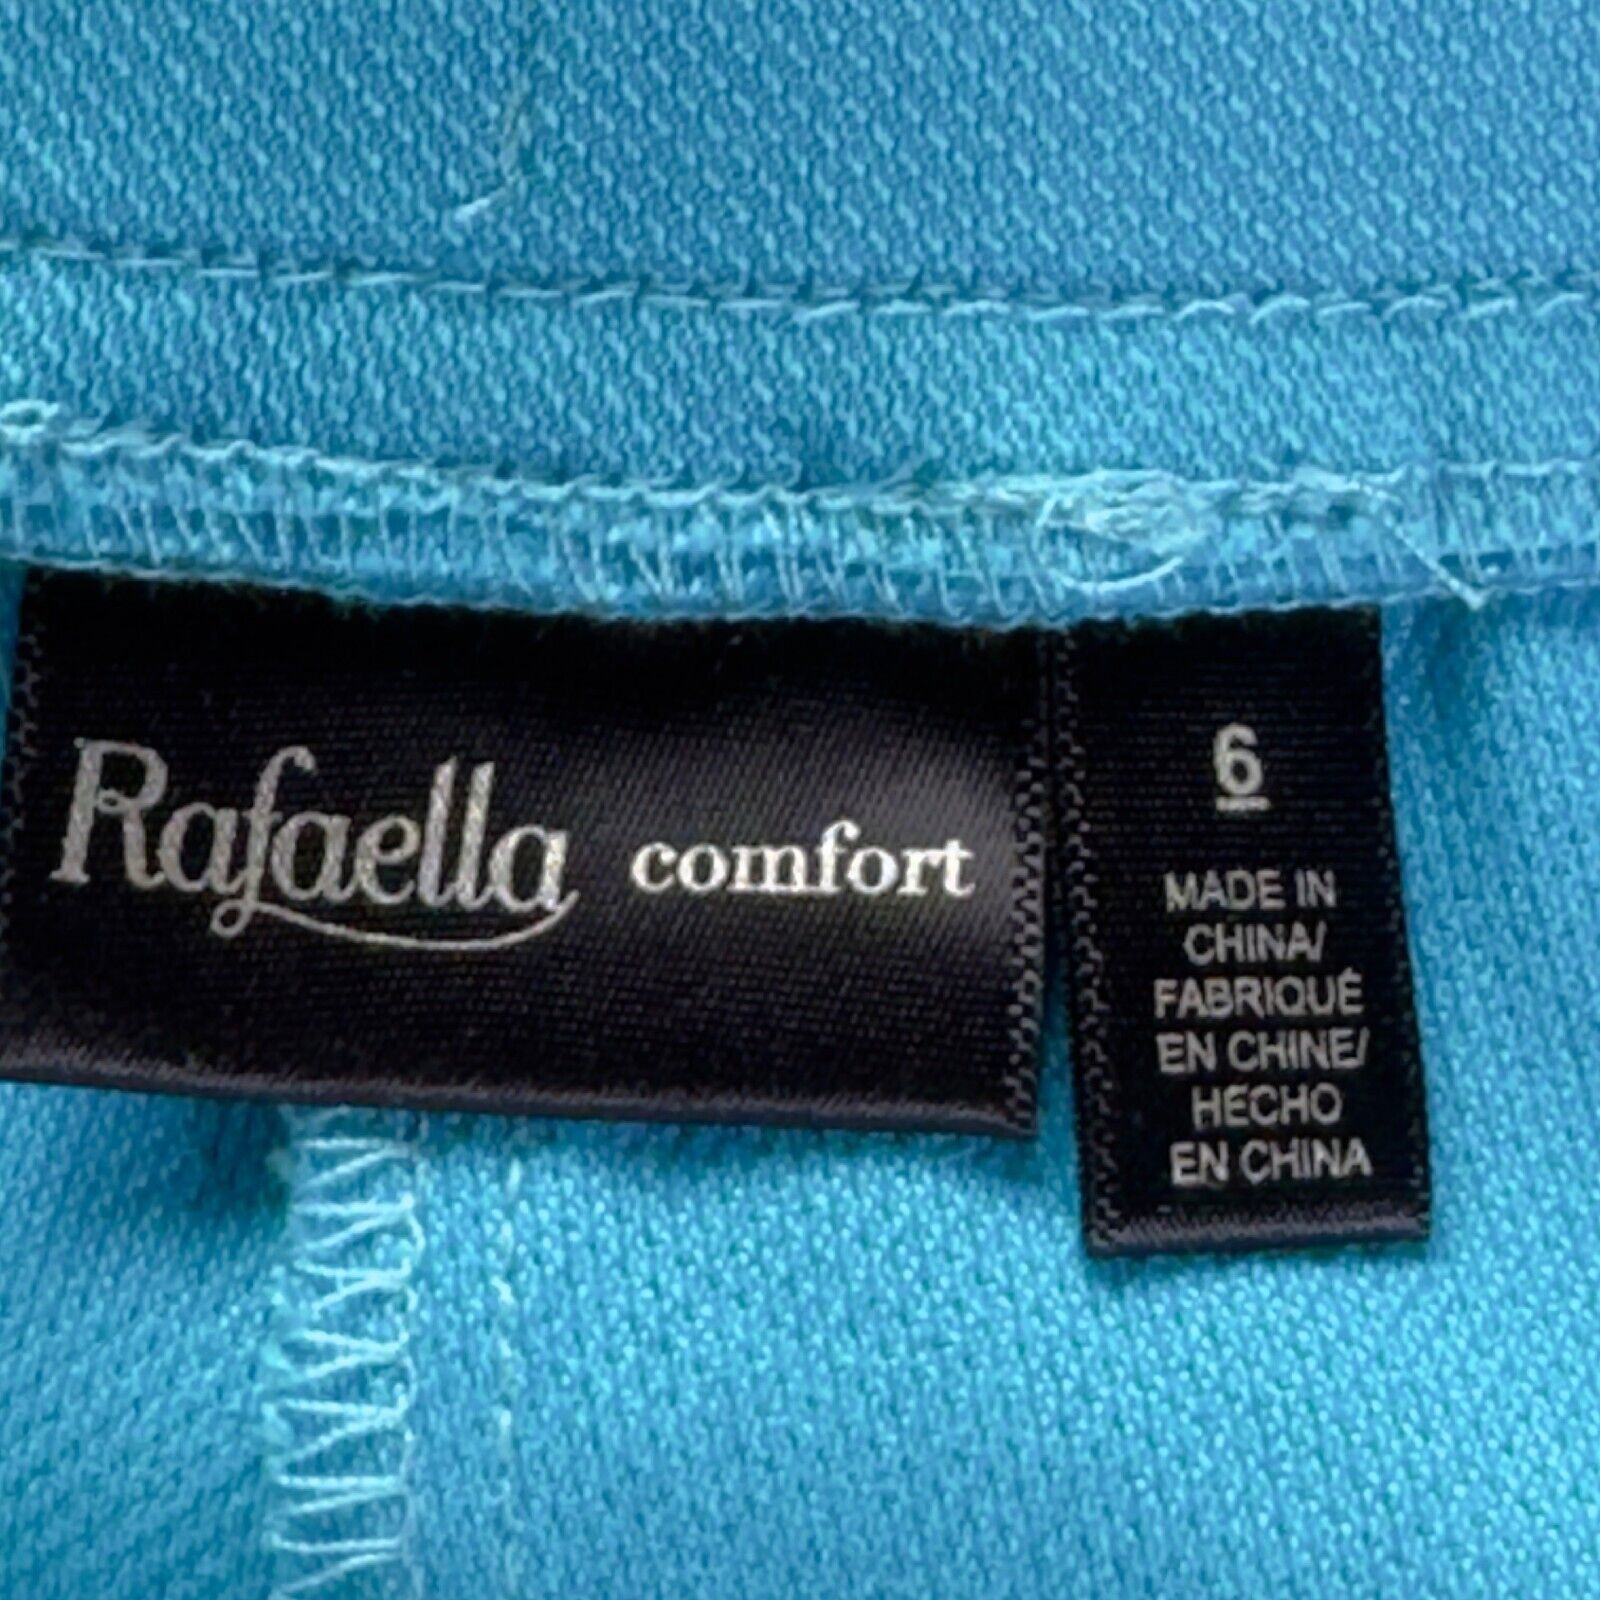 Rafaella comfort
6
MADE IN
CHINA/
FABRIQUÉ
EN CHINE/
HECHO
EN CHINA